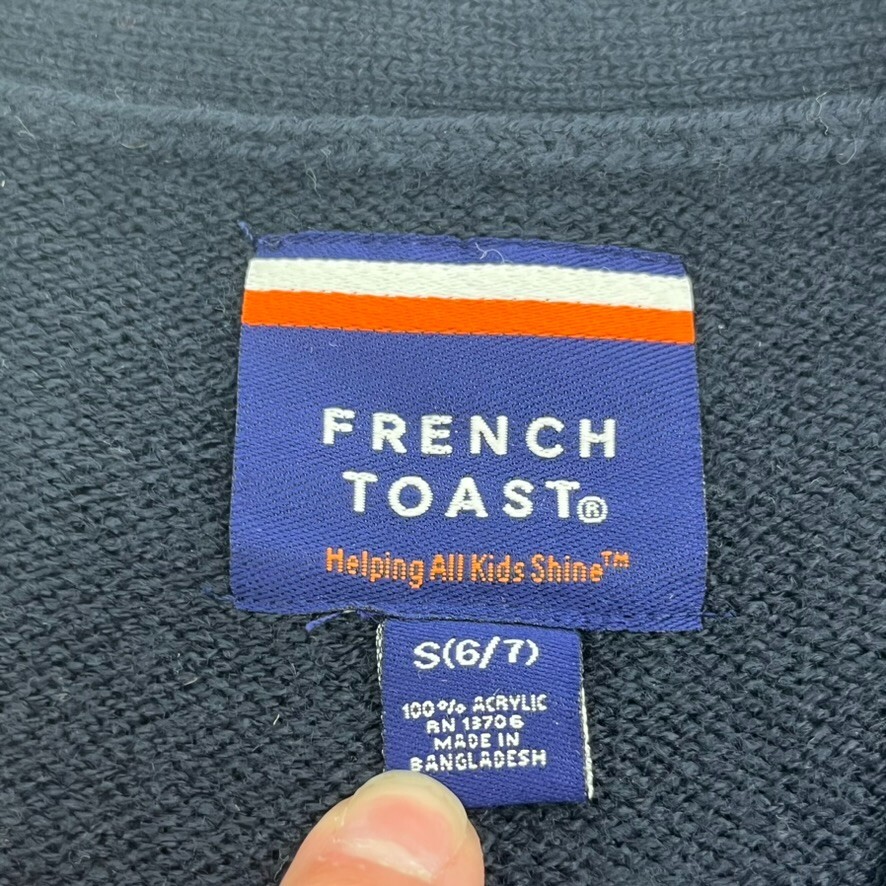 FRENCH
TOAST®
Helping All Kids Shine™
S(6/7)
100% ACRYLIC
RN 13706
MADE IN
BANGLADESH